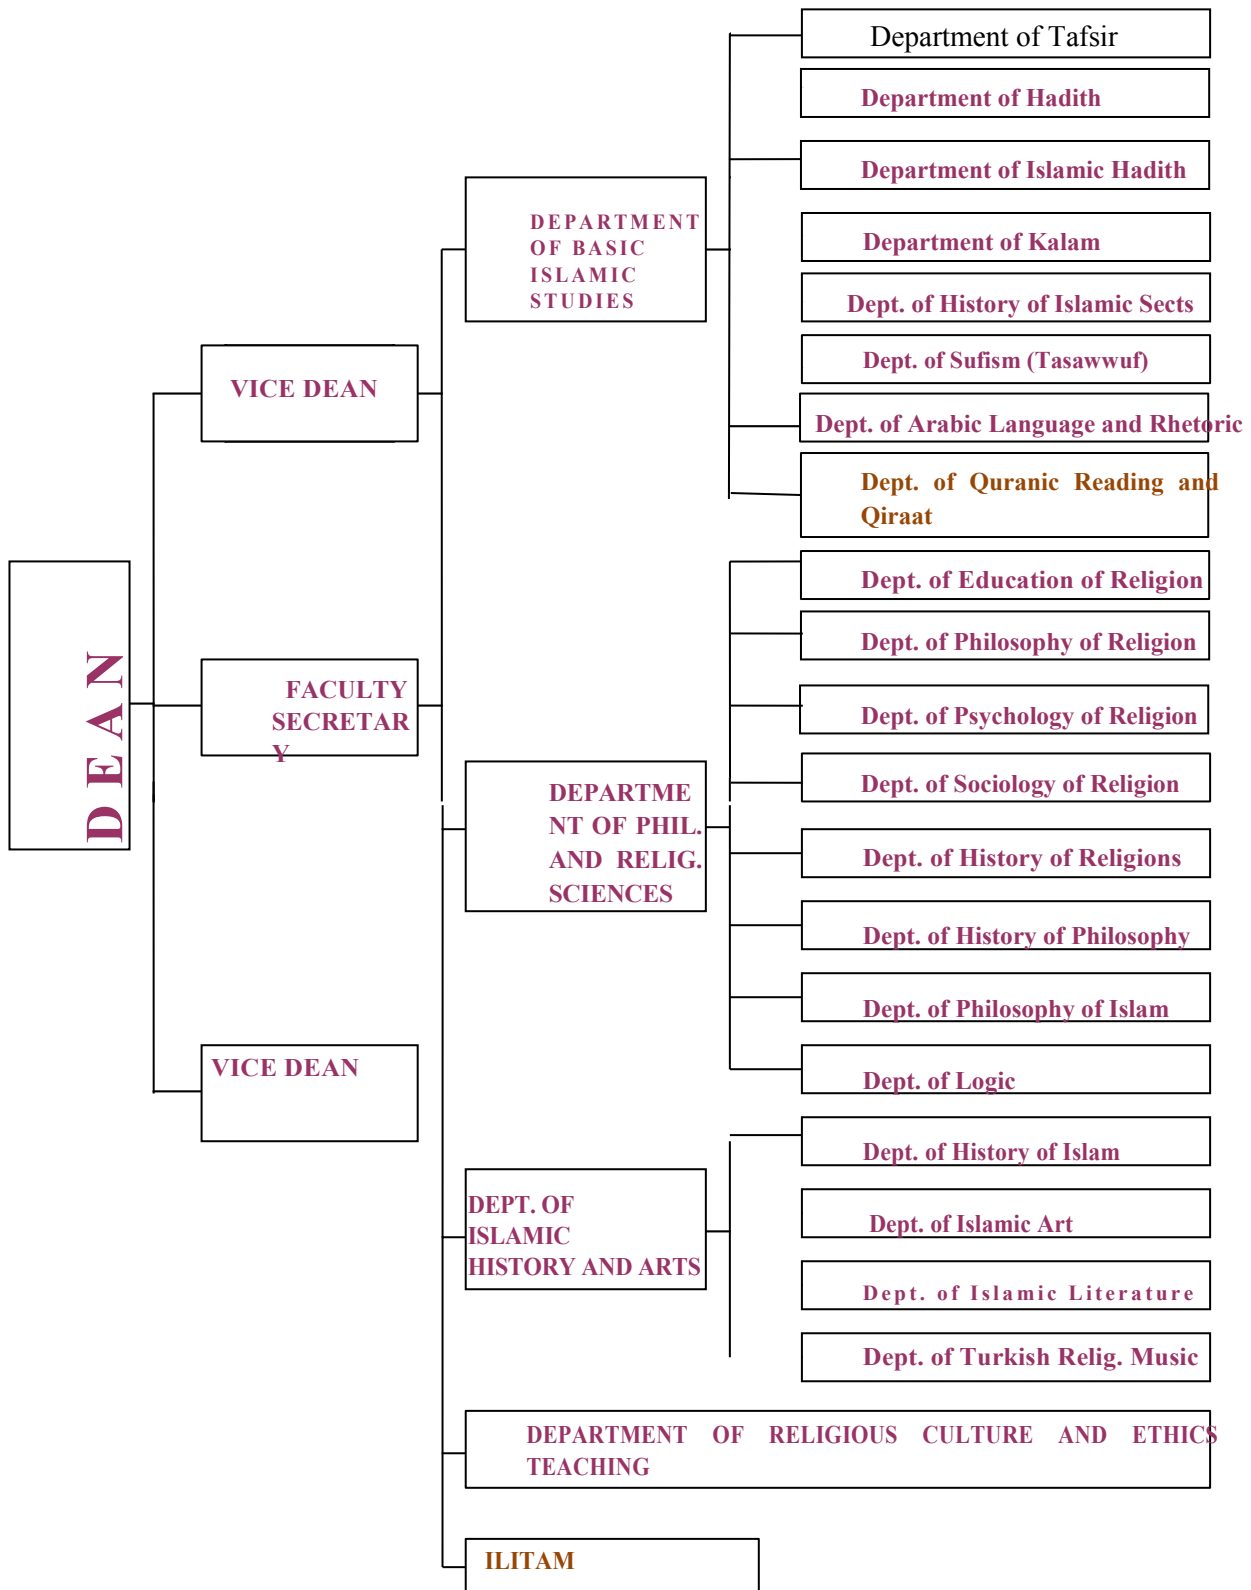 DEAN
VICE DEAN
FACULTY
SECRETAR
Y
VICE DEAN
DEPARTMENT
OF BASIC
ISLAMIC
STUDIES
DEPARTME
NT OF PHIL.
AND RELIG.
SCIENCES
DEPT. OF
ISLAMIC
HISTORY AND ARTS
DEPARTMENT OF RELIGIOUS CULTURE AND ETHICS
TEACHING
ILITAM
Department of Tafsir
Department of Hadith
Department of Islamic Hadith
Department of Kalam
Dept. of History of Islamic Sects
Dept. of Sufism (Tasawwuf)
Dept. of Arabic Language and Rhetoric
Dept. of Quranic Reading and
Qiraat
Dept. of Education of Religion
Dept. of Philosophy of Religion
Dept. of Psychology of Religion
Dept. of Sociology of Religion
Dept. of History of Religions
Dept. of History of Philosophy
Dept. of Philosophy of Islam
Dept. of Logic
Dept. of History of Islam
Dept. of Islamic Art
Dept. of Islamic Literature
Dept. of Turkish Relig. Music